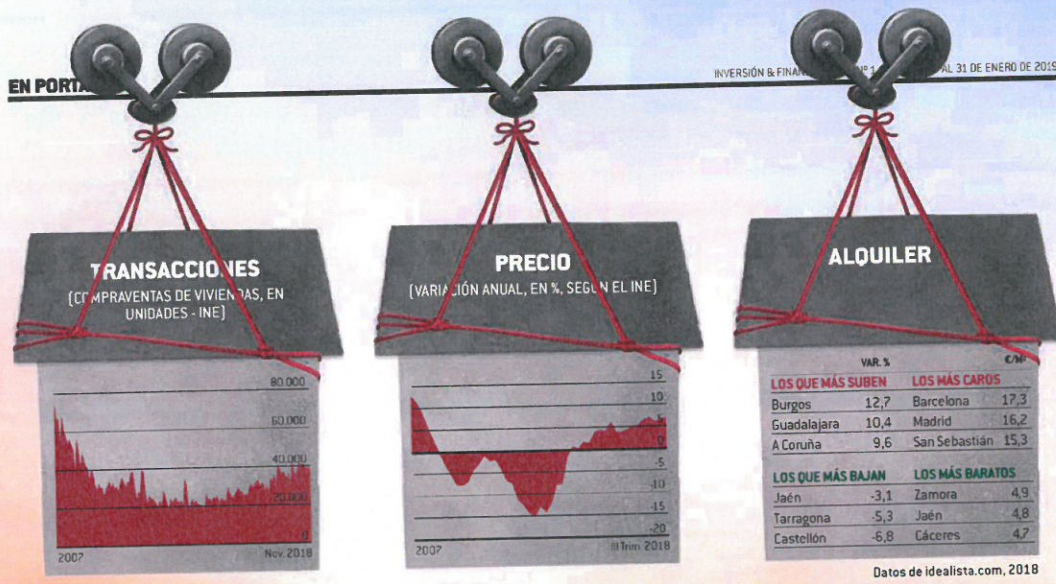 EN PORTA
INVERSIÓN & FINAN Nº 1 AL 31 DE ENERO DE 2019
TRANSACCIONES
(COMPRAVENTAS DE VIVIENDAS, EN
UNIDADES - INE)
80.000
60.000
40.000
20.000
0
2007
Nov. 2018
PRECIO
(VARIACIÓN ANUAL, EN %, SEGÚN EL INE)
15
10
5
0
-5
-10
-15
-20
2007
III Trim. 2018
ALQUILER
VAR. % €/M²
LOS QUE MÁS SUBEN LOS MÁS CAROS
Burgos 12,7 Barcelona 17,3
Guadalajara 10,4 Madrid 16,2
A Coruña 9,6 San Sebastián 15,3
LOS QUE MÁS BAJAN LOS MÁS BARATOS
Jaén -3,1 Zamora 4,9
Tarragona -5,3 Jaén 4,8
Castellón -6,8 Cáceres 4,7
Datos de idealista.com, 2018